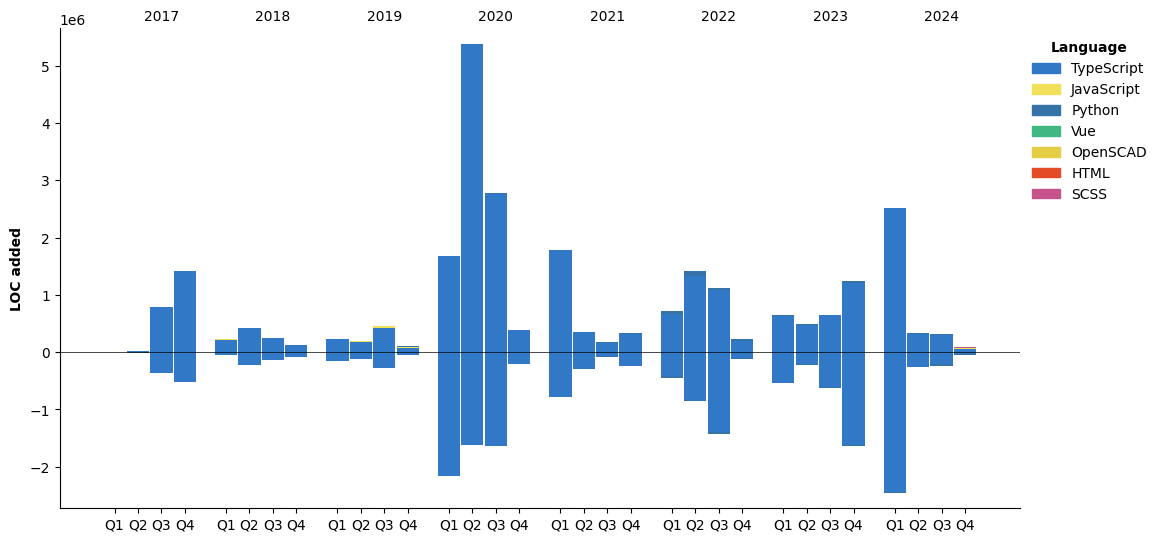 2017 2018 2019 2020 2021 2022 2023 2024
1e6
Language
TypeScript
JavaScript
Python
Vue
OpenSCAD
HTML
SCSS
LOC added
5
4
3
2
1
0
−1
−2
Q1 Q2 Q3 Q4 Q1 Q2 Q3 Q4 Q1 Q2 Q3 Q4 Q1 Q2 Q3 Q4 Q1 Q2 Q3 Q4 Q1 Q2 Q3 Q4 Q1 Q2 Q3 Q4 Q1 Q2 Q3 Q4